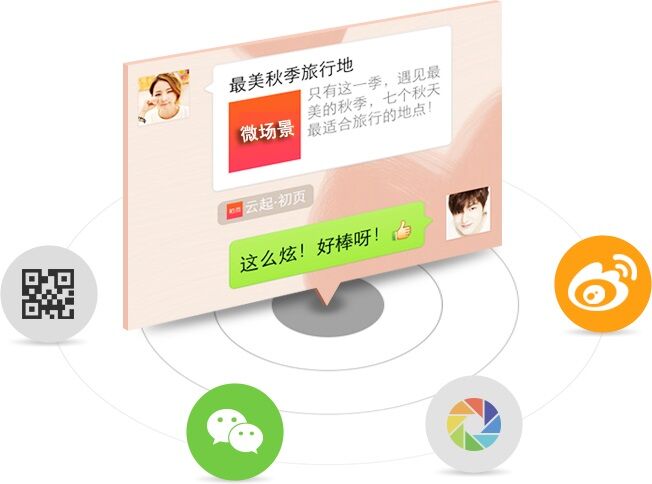 最美秋季旅行地
微场景
只有这一季，遇见最
美的秋季，七个秋天
最适合旅行的地点！
初页
云起·初页
这么炫！好棒呀！